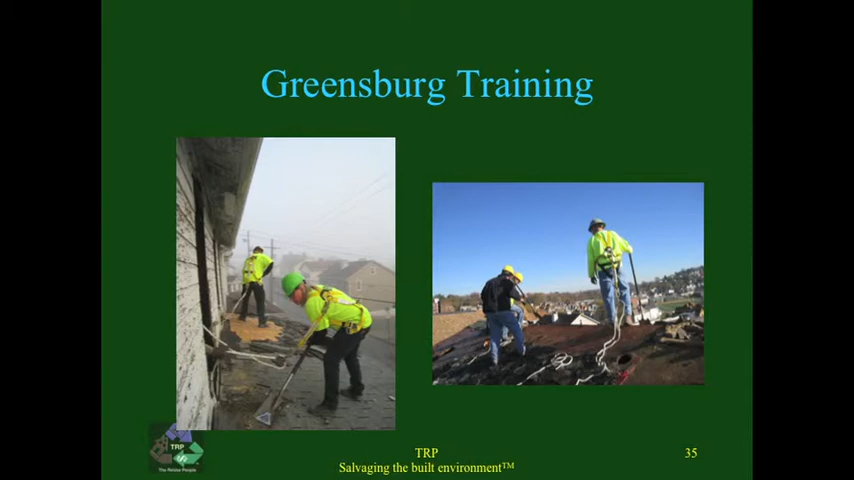 Greensburg Training
TRP
The ReUse People
TRP
Salvaging the built environment™
35